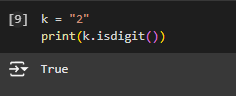 [9] k = "2"
print(k.isdigit())
True